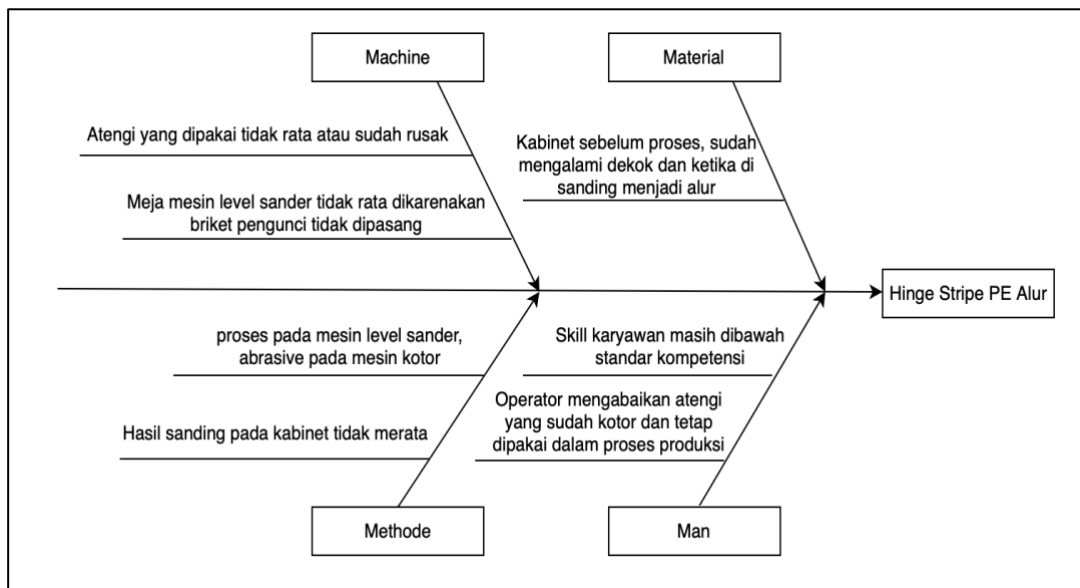 Machine
Material
Atengi yang dipakai tidak rata atau sudah rusak
Kabinet sebelum proses, sudah
mengalami dekok dan ketika di
sanding menjadi alur
Meja mesin level sander tidak rata dikarenakan
briket pengunci tidak dipasang
Hinge Stripe PE Alur
proses pada mesin level sander,
abrasive pada mesin kotor
Skill karyawan masih dibawah
standar kompetensi
Hasil sanding pada kabinet tidak merata
Operator mengabaikan atengi
yang sudah kotor dan tetap
dipakai dalam proses produksi
Methode
Man